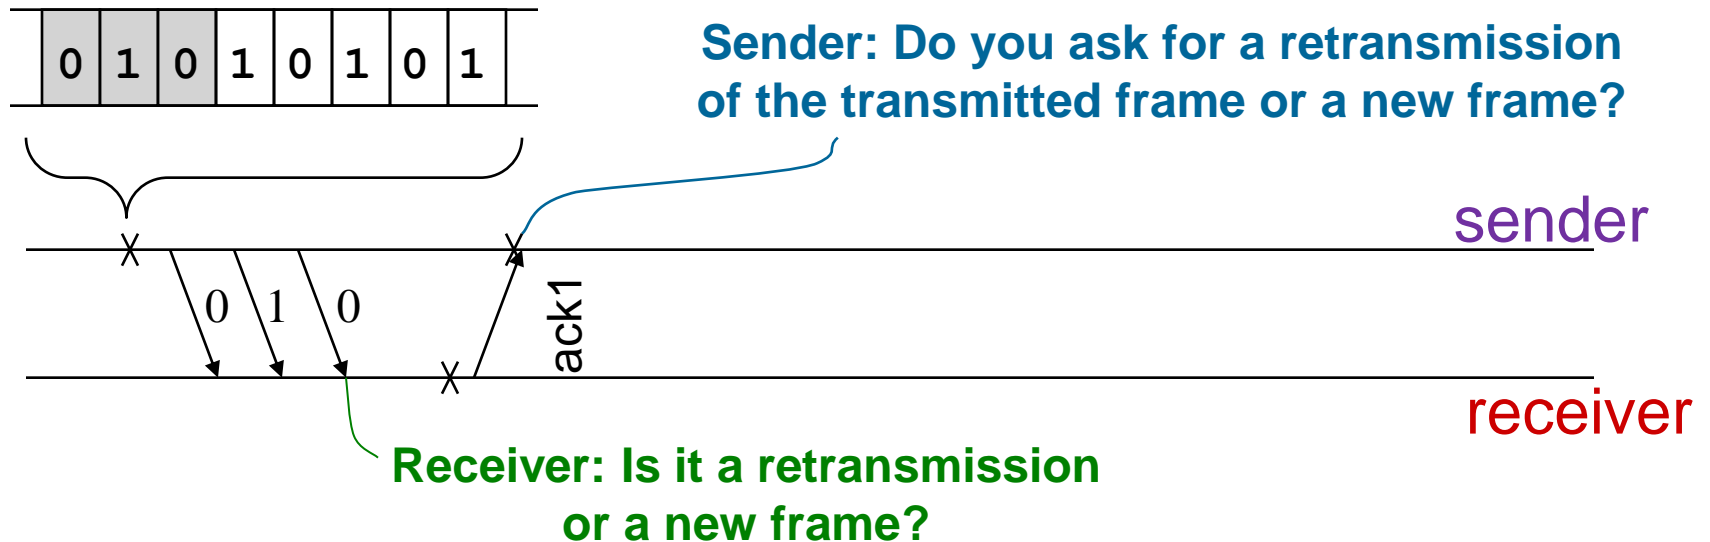 0 1 0 1 0 1 0 1
Sender: Do you ask for a retransmission
of the transmitted frame or a new frame?
sender
0 1 0
ack1
receiver
Receiver: Is it a retransmission
or a new frame?